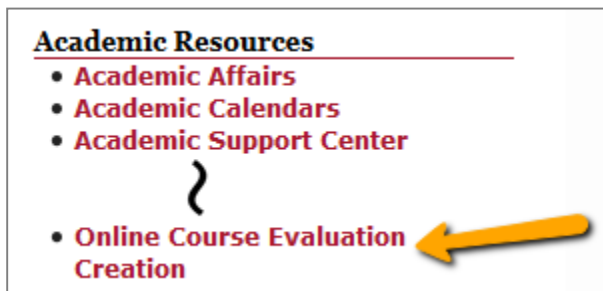 Academic Resources
• Academic Affairs
• Academic Calendars
• Academic Support Center
• Online Course Evaluation
Creation